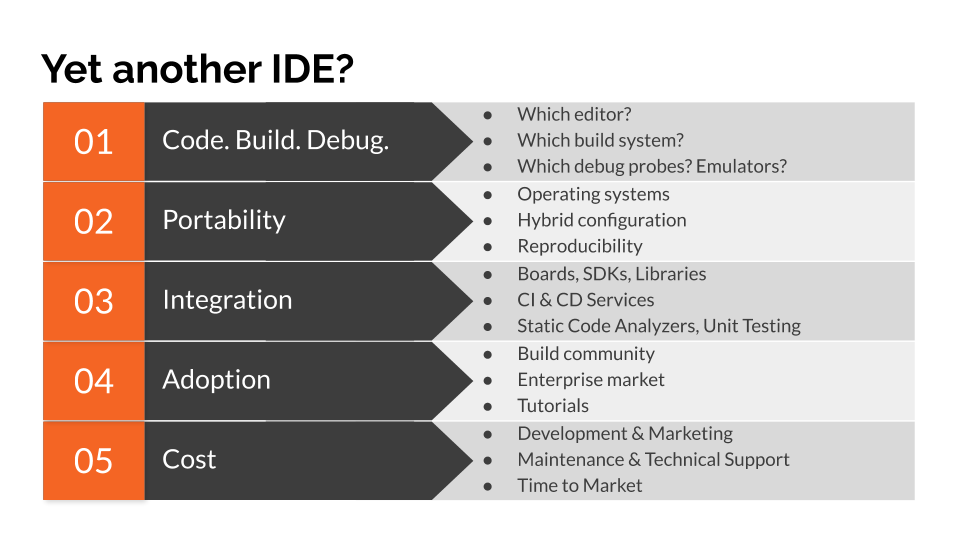 Yet another IDE?
01
Code. Build. Debug.
● Which editor?
● Which build system?
● Which debug probes? Emulators?
02
Portability
● Operating systems
● Hybrid configuration
● Reproducibility
03
Integration
● Boards, SDKs, Libraries
● CI & CD Services
● Static Code Analyzers, Unit Testing
04
Adoption
● Build community
● Enterprise market
● Tutorials
05
Cost
● Development & Marketing
● Maintenance & Technical Support
● Time to Market